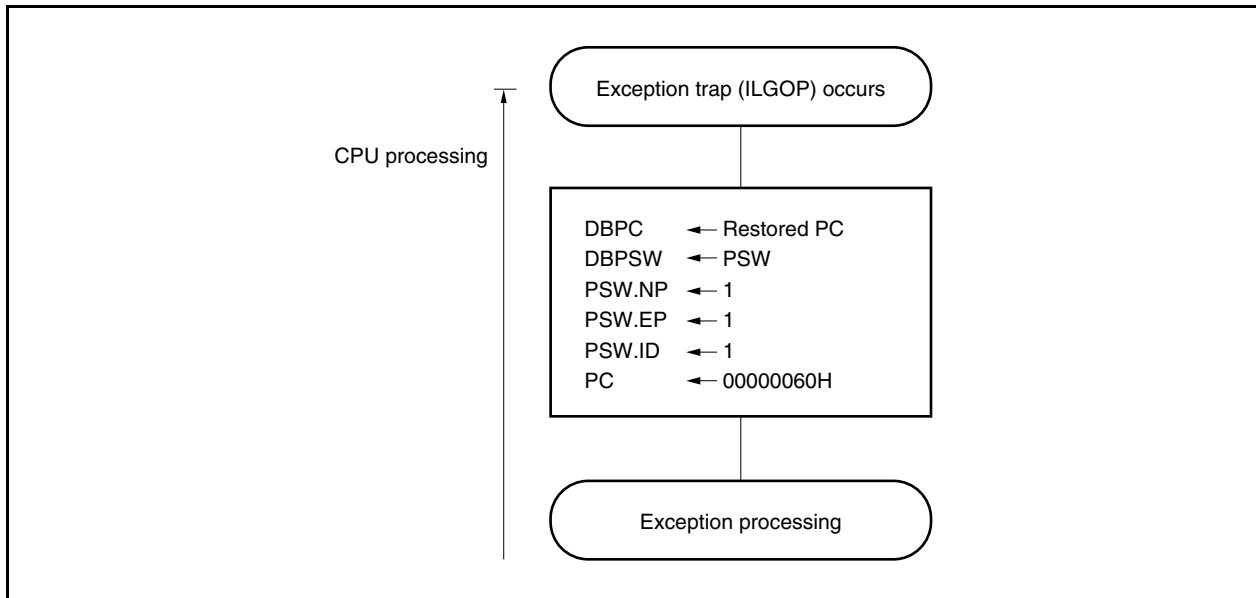 Exception trap (ILGOP) occurs
CPU processing
DBPC ← Restored PC
DBPSW ← PSW
PSW.NP ← 1
PSW.EP ← 1
PSW.ID ← 1
PC ← 00000060H
Exception processing